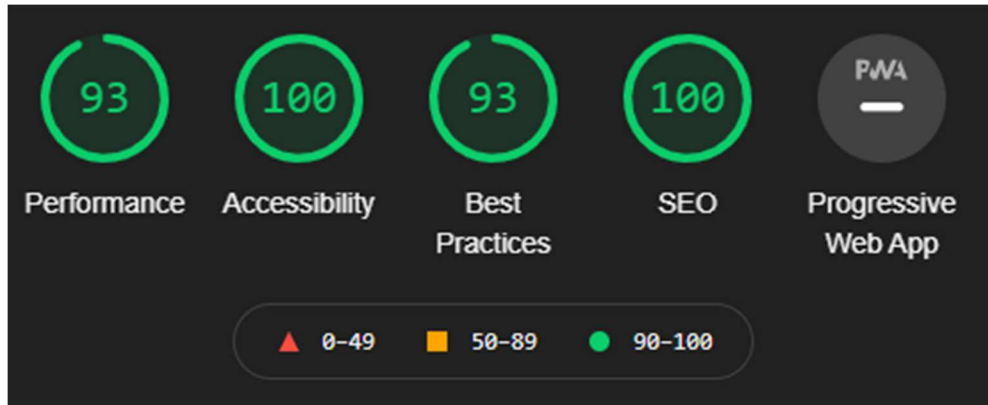 93
100
93
100
PWA
Performance
Accessibility
Best
Practices
SEO
Progressive
Web App
0–49
50–89
90–100